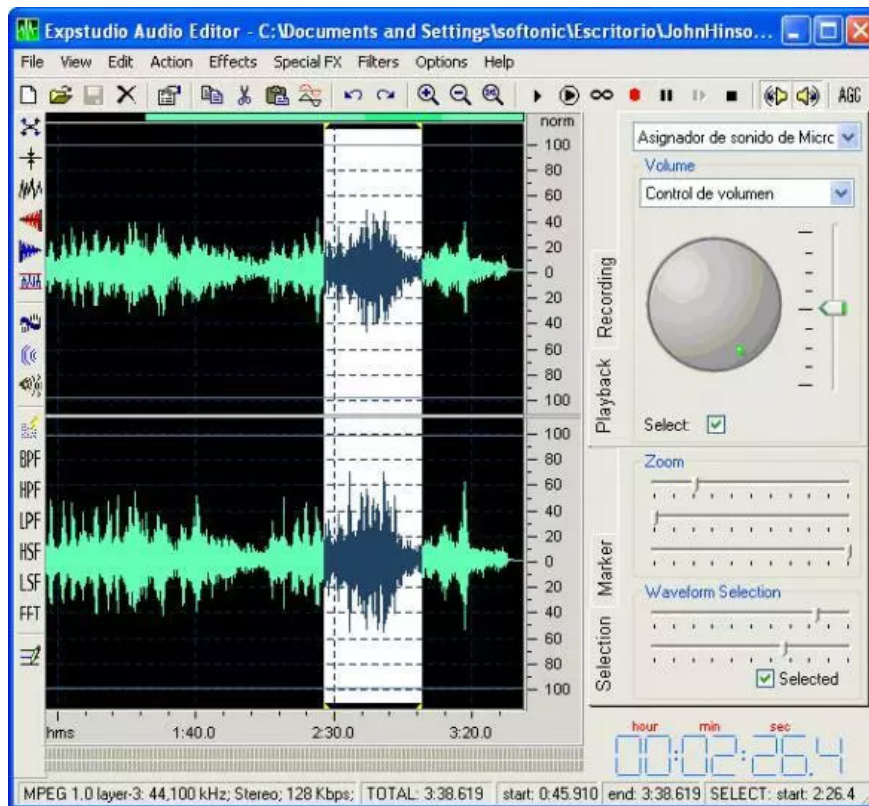 Expstudio Audio Editor - C:\Documents and Settings\softonic\Escritorio\JohnHinso...
File View Edit Action Effects Special FX Filters Options Help
AGC
norm
100
80
60
40
20
0
20
40
60
80
100
100
80
60
40
20
0
20
40
60
80
100
BPF
HPF
LPF
HSF
LSF
FFT
hms 1:40.0 2:30.0 3:20.0
Recording
Playback
Asignador de sonido de Micrc
Volume
Control de volumen
Select:
Marker
Selection
Zoom
Waveform Selection
Selected
hour min sec
00:02:26.4
MPEG 1.0 layer-3: 44,100 kHz; Stereo; 128 Kbps; TOTAL: 3:38.619 start: 0:45.910 end: 3:38.619 SELECT: start: 2:26.4